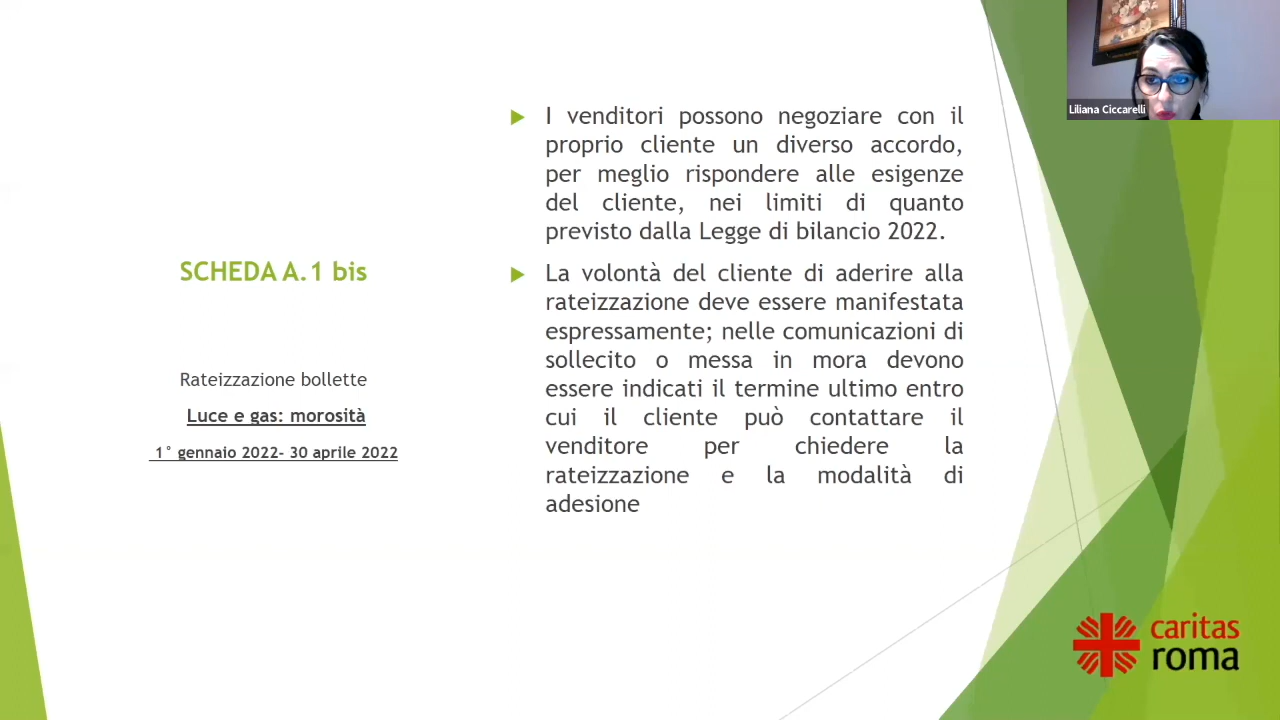 Liliana Ciccarelli
SCHEDA A.1 bis
Rateizzazione bollette
Luce e gas: morosità
1° gennaio 2022- 30 aprile 2022
I venditori possono negoziare con il
proprio cliente un diverso accordo,
per meglio rispondere alle esigenze
del cliente, nei limiti di quanto
previsto dalla Legge di bilancio 2022.
La volontà del cliente di aderire alla
rateizzazione deve essere manifestata
espressamente; nelle comunicazioni di
sollecito o messa in mora devono
essere indicati il termine ultimo entro
cui il cliente può contattare il
venditore per chiedere la
rateizzazione e la modalità di
adesione
caritas
roma